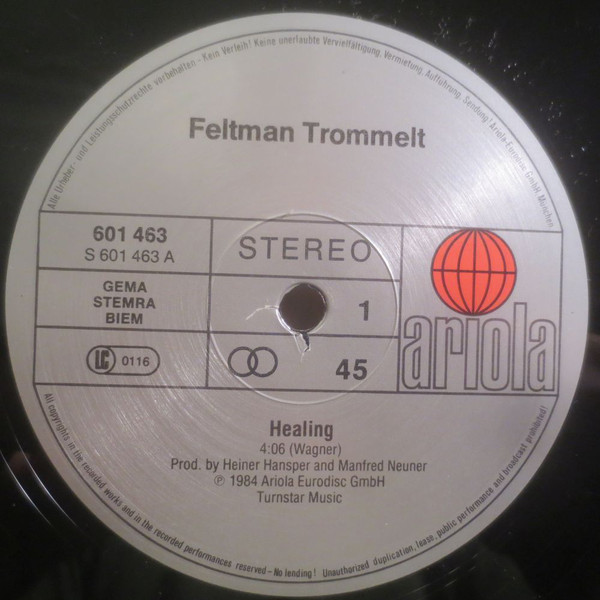 Alle Urheber- und Leistungsschutzrechte vorbehalten - Kein Verleih! Keine unerlaubte Vervielfältigung, Vermietung, Aufführung, Sendung! Ariola-Eurodisc GmbH, München
Feltman Trommelt
601 463
S 601 463 A
STEREO
GEMA
STEMRA
BIEM
1
LC 0116
45
ariola
Healing
4:06 (Wagner)
Prod. by Heiner Hansper and Manfred Neuner
℗ 1984 Ariola Eurodisc GmbH
Turnstar Music
All copyrights in the recorded works and in the recorded performances reserved – No lending! Unauthorized duplication, lease, public performance and broadcast prohibited!